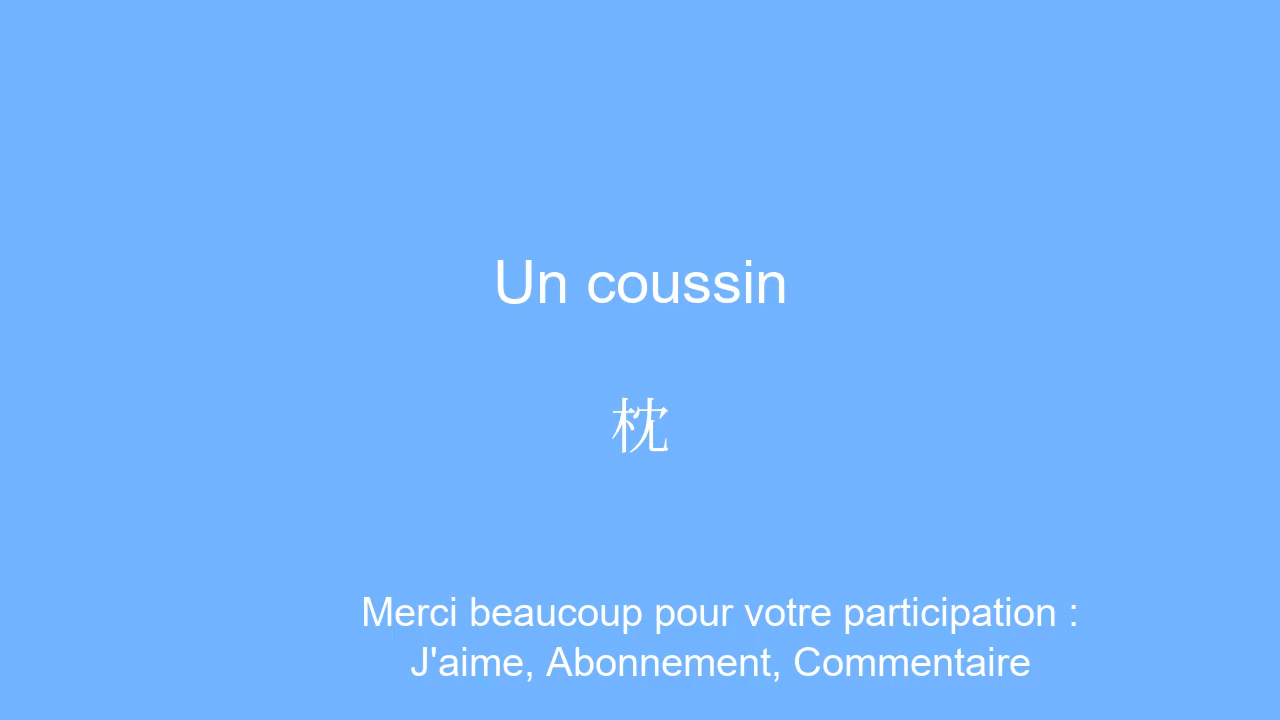 Un coussin
枕
Merci beaucoup pour votre participation :
J'aime, Abonnement, Commentaire